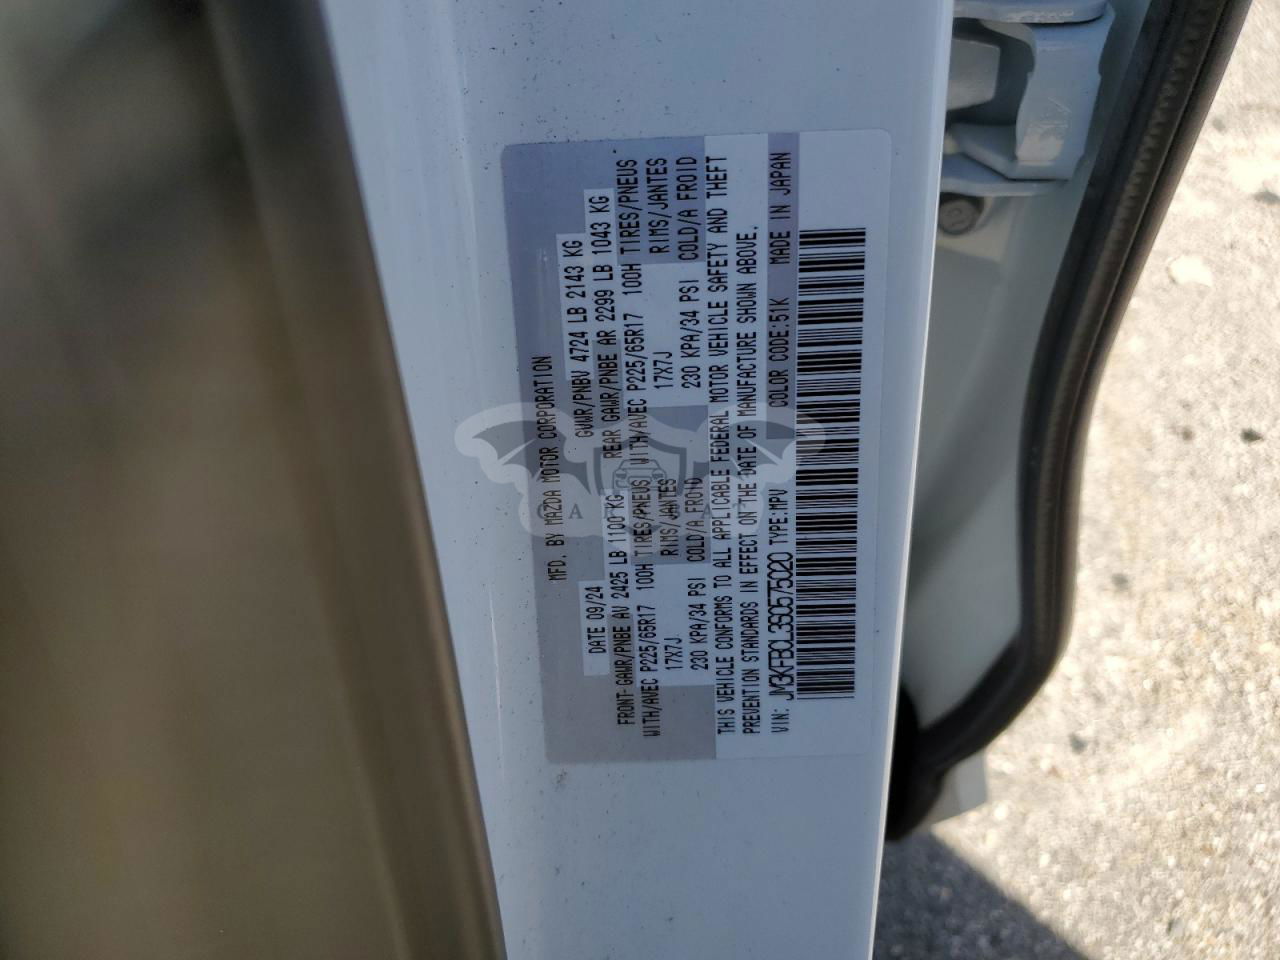 MFD. BY MAZDA MOTOR CORPORATION
DATE 09/24 GVWR/PNBV 4724 LB 2143 KG
FRONT-GAWR/PNBE AV 2425 LB 1100 KG REAR GAWR/PNBE AR 2299 LB 1043 KG
WITH/AVEC P225/65R17 100H TIRES/PNEUS WITH/AVEC P225/65R17 100H TIRES/PNEUS
17X7J RIMS/JANTES 17X7J RIMS/JANTES
230 KPA/34 PSI COLD/A FROID 230 KPA/34 PSI COLD/A FROID
THIS VEHICLE CONFORMS TO ALL APPLICABLE FEDERAL MOTOR VEHICLE SAFETY AND THEFT
PREVENTION STANDARDS IN EFFECT ON THE DATE OF MANUFACTURE SHOWN ABOVE.
VIN: JM3KFBCL3S0575020 TYPE:MPV COLOR CODE:51K MADE IN JAPAN
CARCBAT